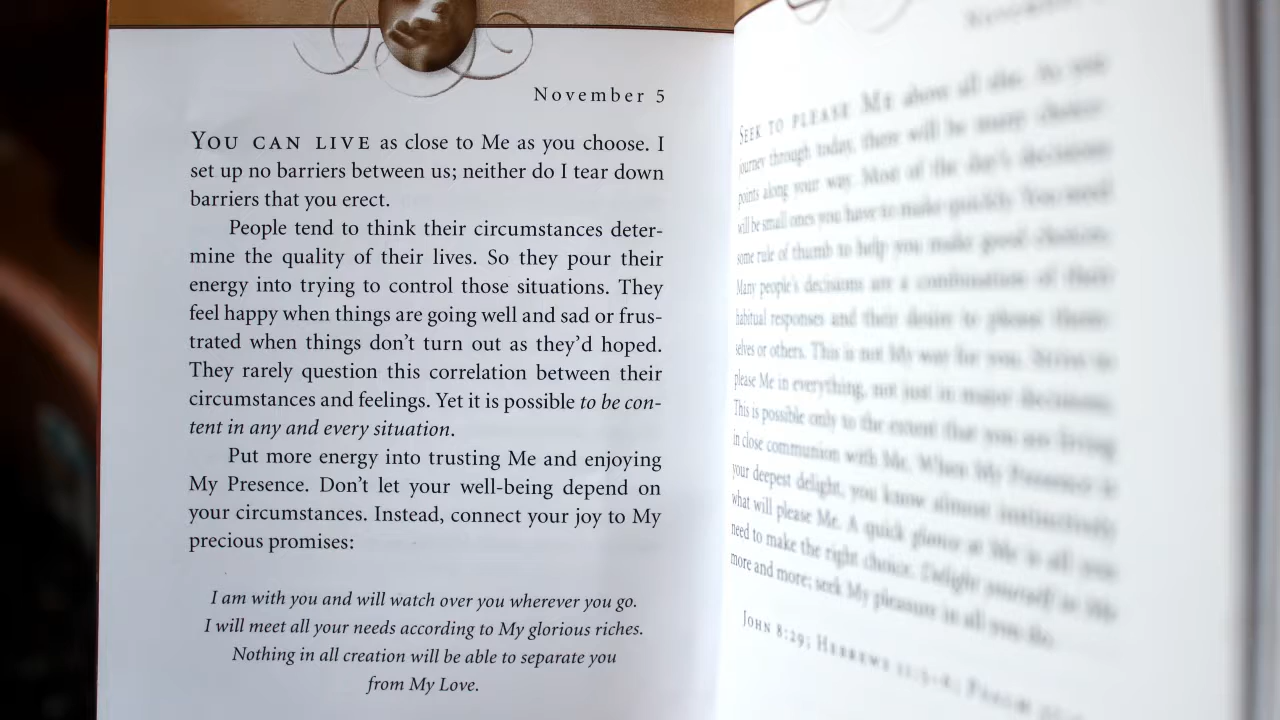 November 5
YOU CAN LIVE as close to Me as you choose. I
set up no barriers between us; neither do I tear down
barriers that you erect.
People tend to think their circumstances deter-
mine the quality of their lives. So they pour their
energy into trying to control those situations. They
feel happy when things are going well and sad or frus-
trated when things don't turn out as they'd hoped.
They rarely question this correlation between their
circumstances and feelings. Yet it is possible to be con-
tent in any and every situation.
Put more energy into trusting Me and enjoying
My Presence. Don't let your well-being depend on
your circumstances. Instead, connect your joy to My
precious promises:
I am with you and will watch over you wherever you go.
I will meet all your needs according to My glorious riches.
Nothing in all creation will be able to separate you
from My Love.
November
SEEK TO PLEASE ME above all else. As you
journey through today, there will be many choice-
points along your way. Most of the day's decisions
will be small ones you have to make quickly. You need
some rule of thumb to help you make good choices.
Many people's decisions are a combination of their
habitual responses and their desire to please them-
selves or others. This is not My way for you. Strive to
please Me in everything, not just in major decisions.
This is possible only to the extent that you are living
in close communion with Me. When My Presence is
your deepest delight, you know almost instinctively
what will please Me. A quick glance at Me is all you
need to make the right choice. Delight yourself in Me
more and more; seek My pleasure in all you do.
JOHN 8:29; HEBREWS PSALM